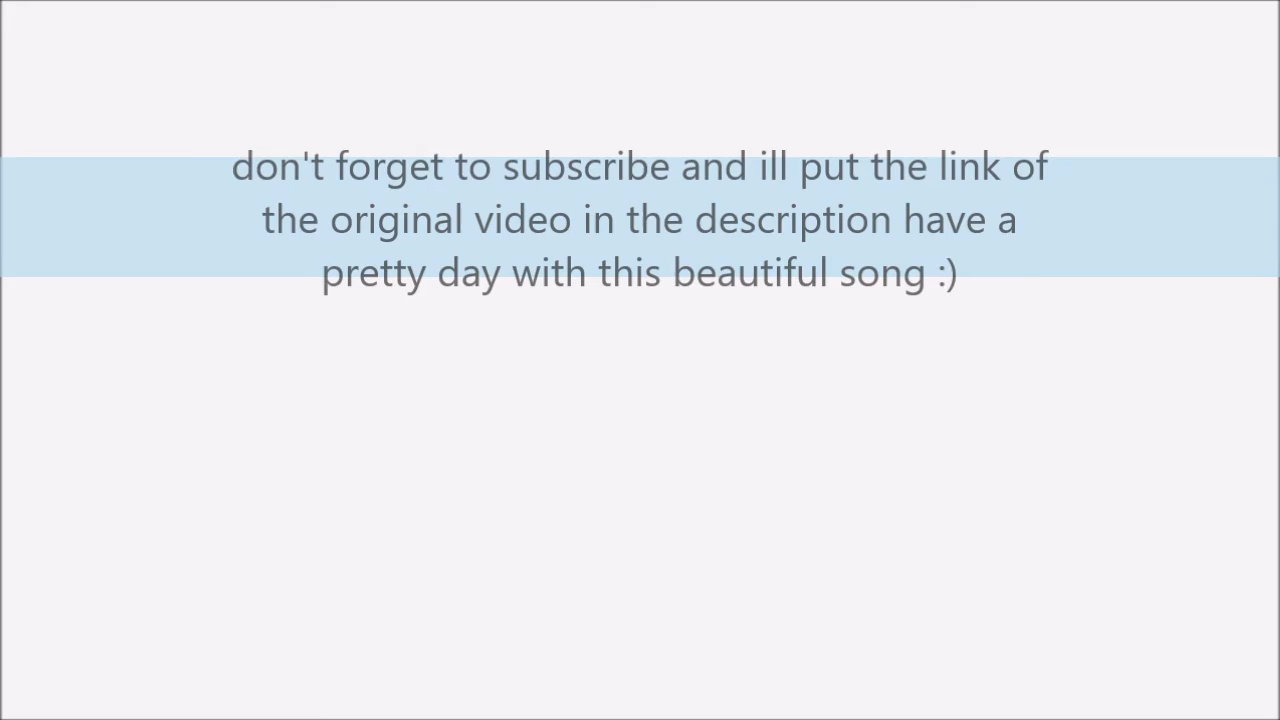 don't forget to subscribe and ill put the link of
the original video in the description have a
pretty day with this beautiful song :)